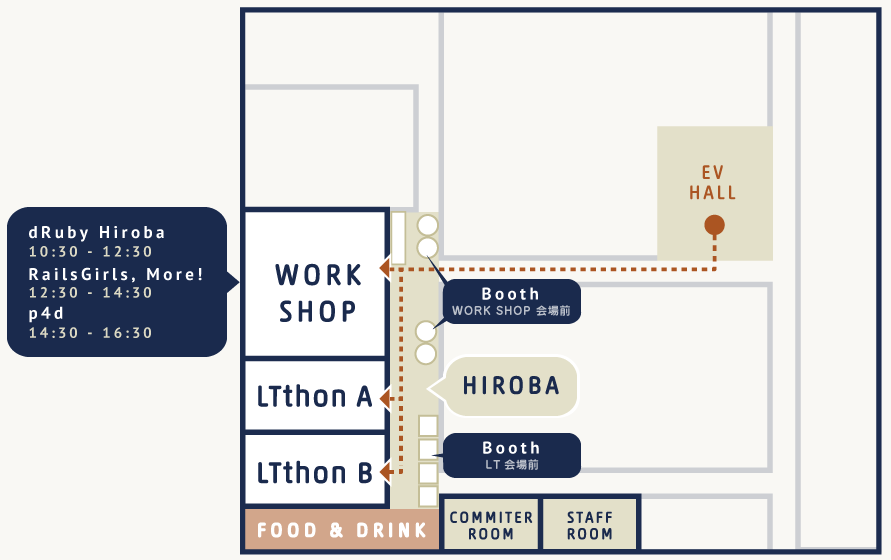 EV
HALL
dRuby Hiroba
10:30 - 12:30
RailsGirls, More!
12:30 - 14:30
p4d
14:30 - 16:30
WORK
SHOP
Booth
WORK SHOP 会場前
HIROBA
LTthon A
Booth
LT 会場前
LTthon B
FOOD & DRINK
COMMITER
ROOM
STAFF
ROOM